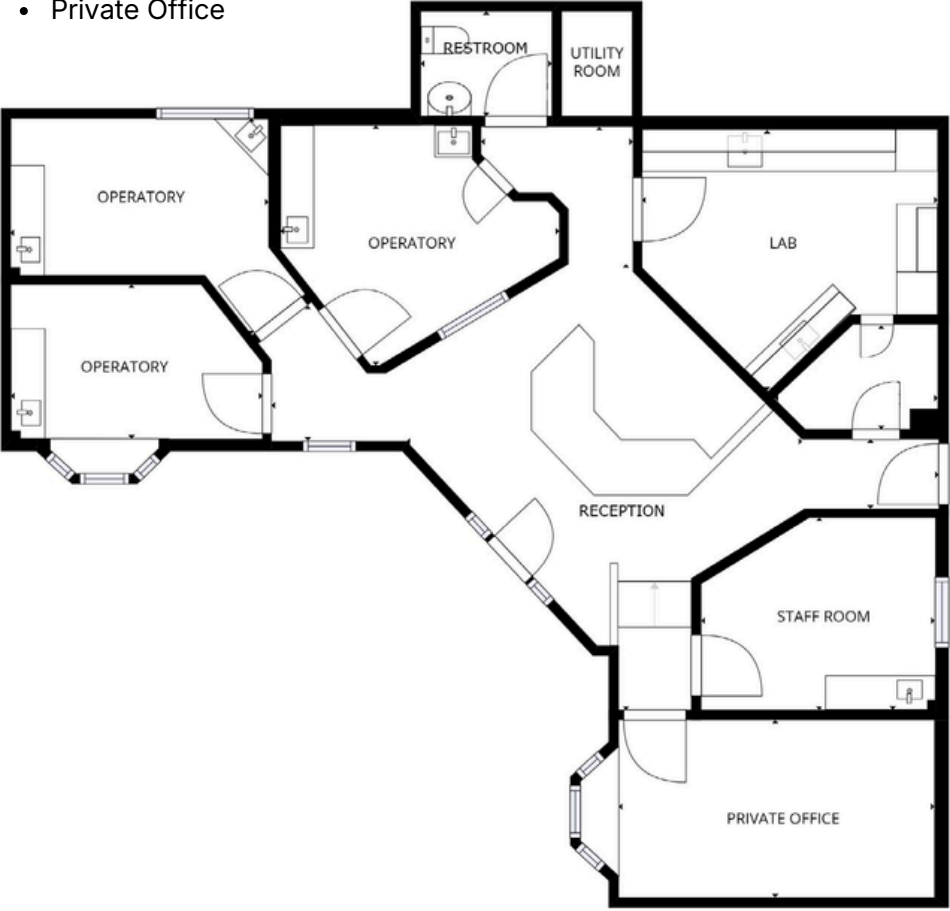 • Private Office
RESTROOM
UTILITY
ROOM
OPERATORY
OPERATORY
LAB
OPERATORY
RECEPTION
STAFF ROOM
PRIVATE OFFICE